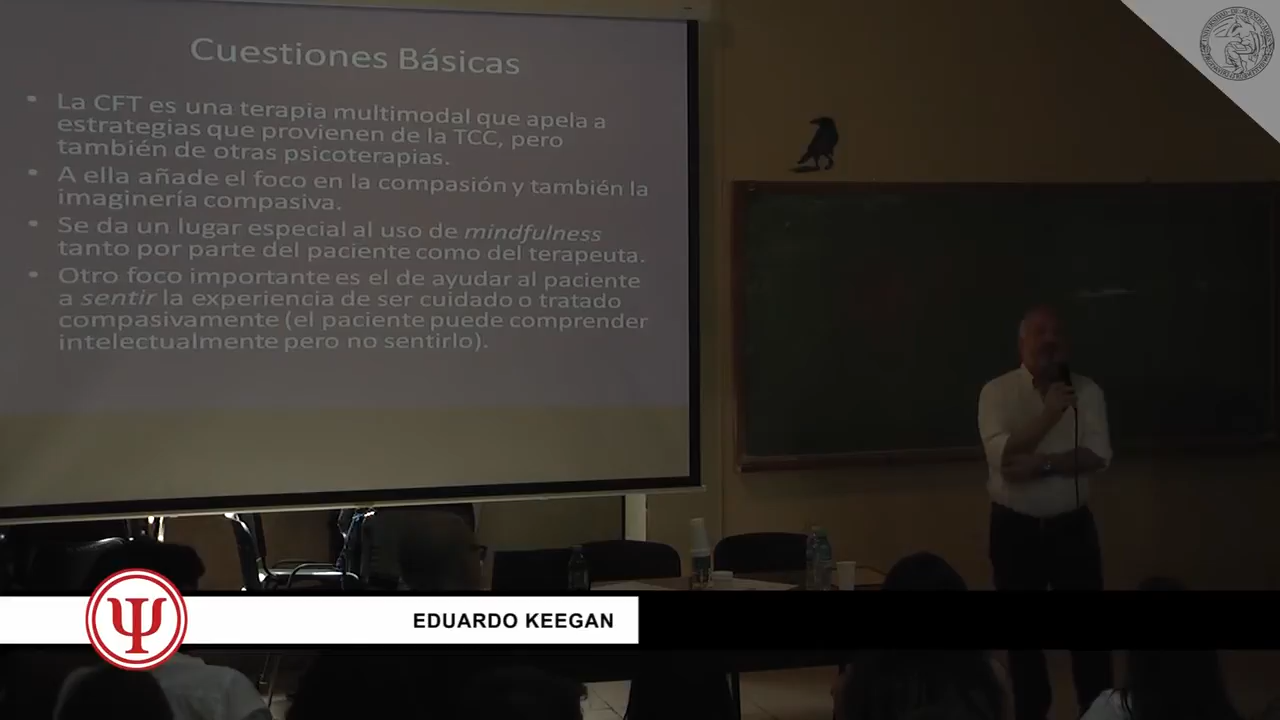 Cuestiones Básicas
• La CFT es una terapia multimodal que apela a
estrategias que provienen de la TCC, pero
también de otras psicoterapias.
• A ella añade el foco en la compasión y también la
imaginería compasiva.
• Se da un lugar especial al uso de mindfulness
tanto por parte del paciente como del terapeuta.
• Otro foco importante es el de ayudar al paciente
a sentir la experiencia de ser cuidado o tratado
compasivamente (el paciente puede comprender
intelectualmente pero no sentirlo).
Ψ
EDUARDO KEEGAN